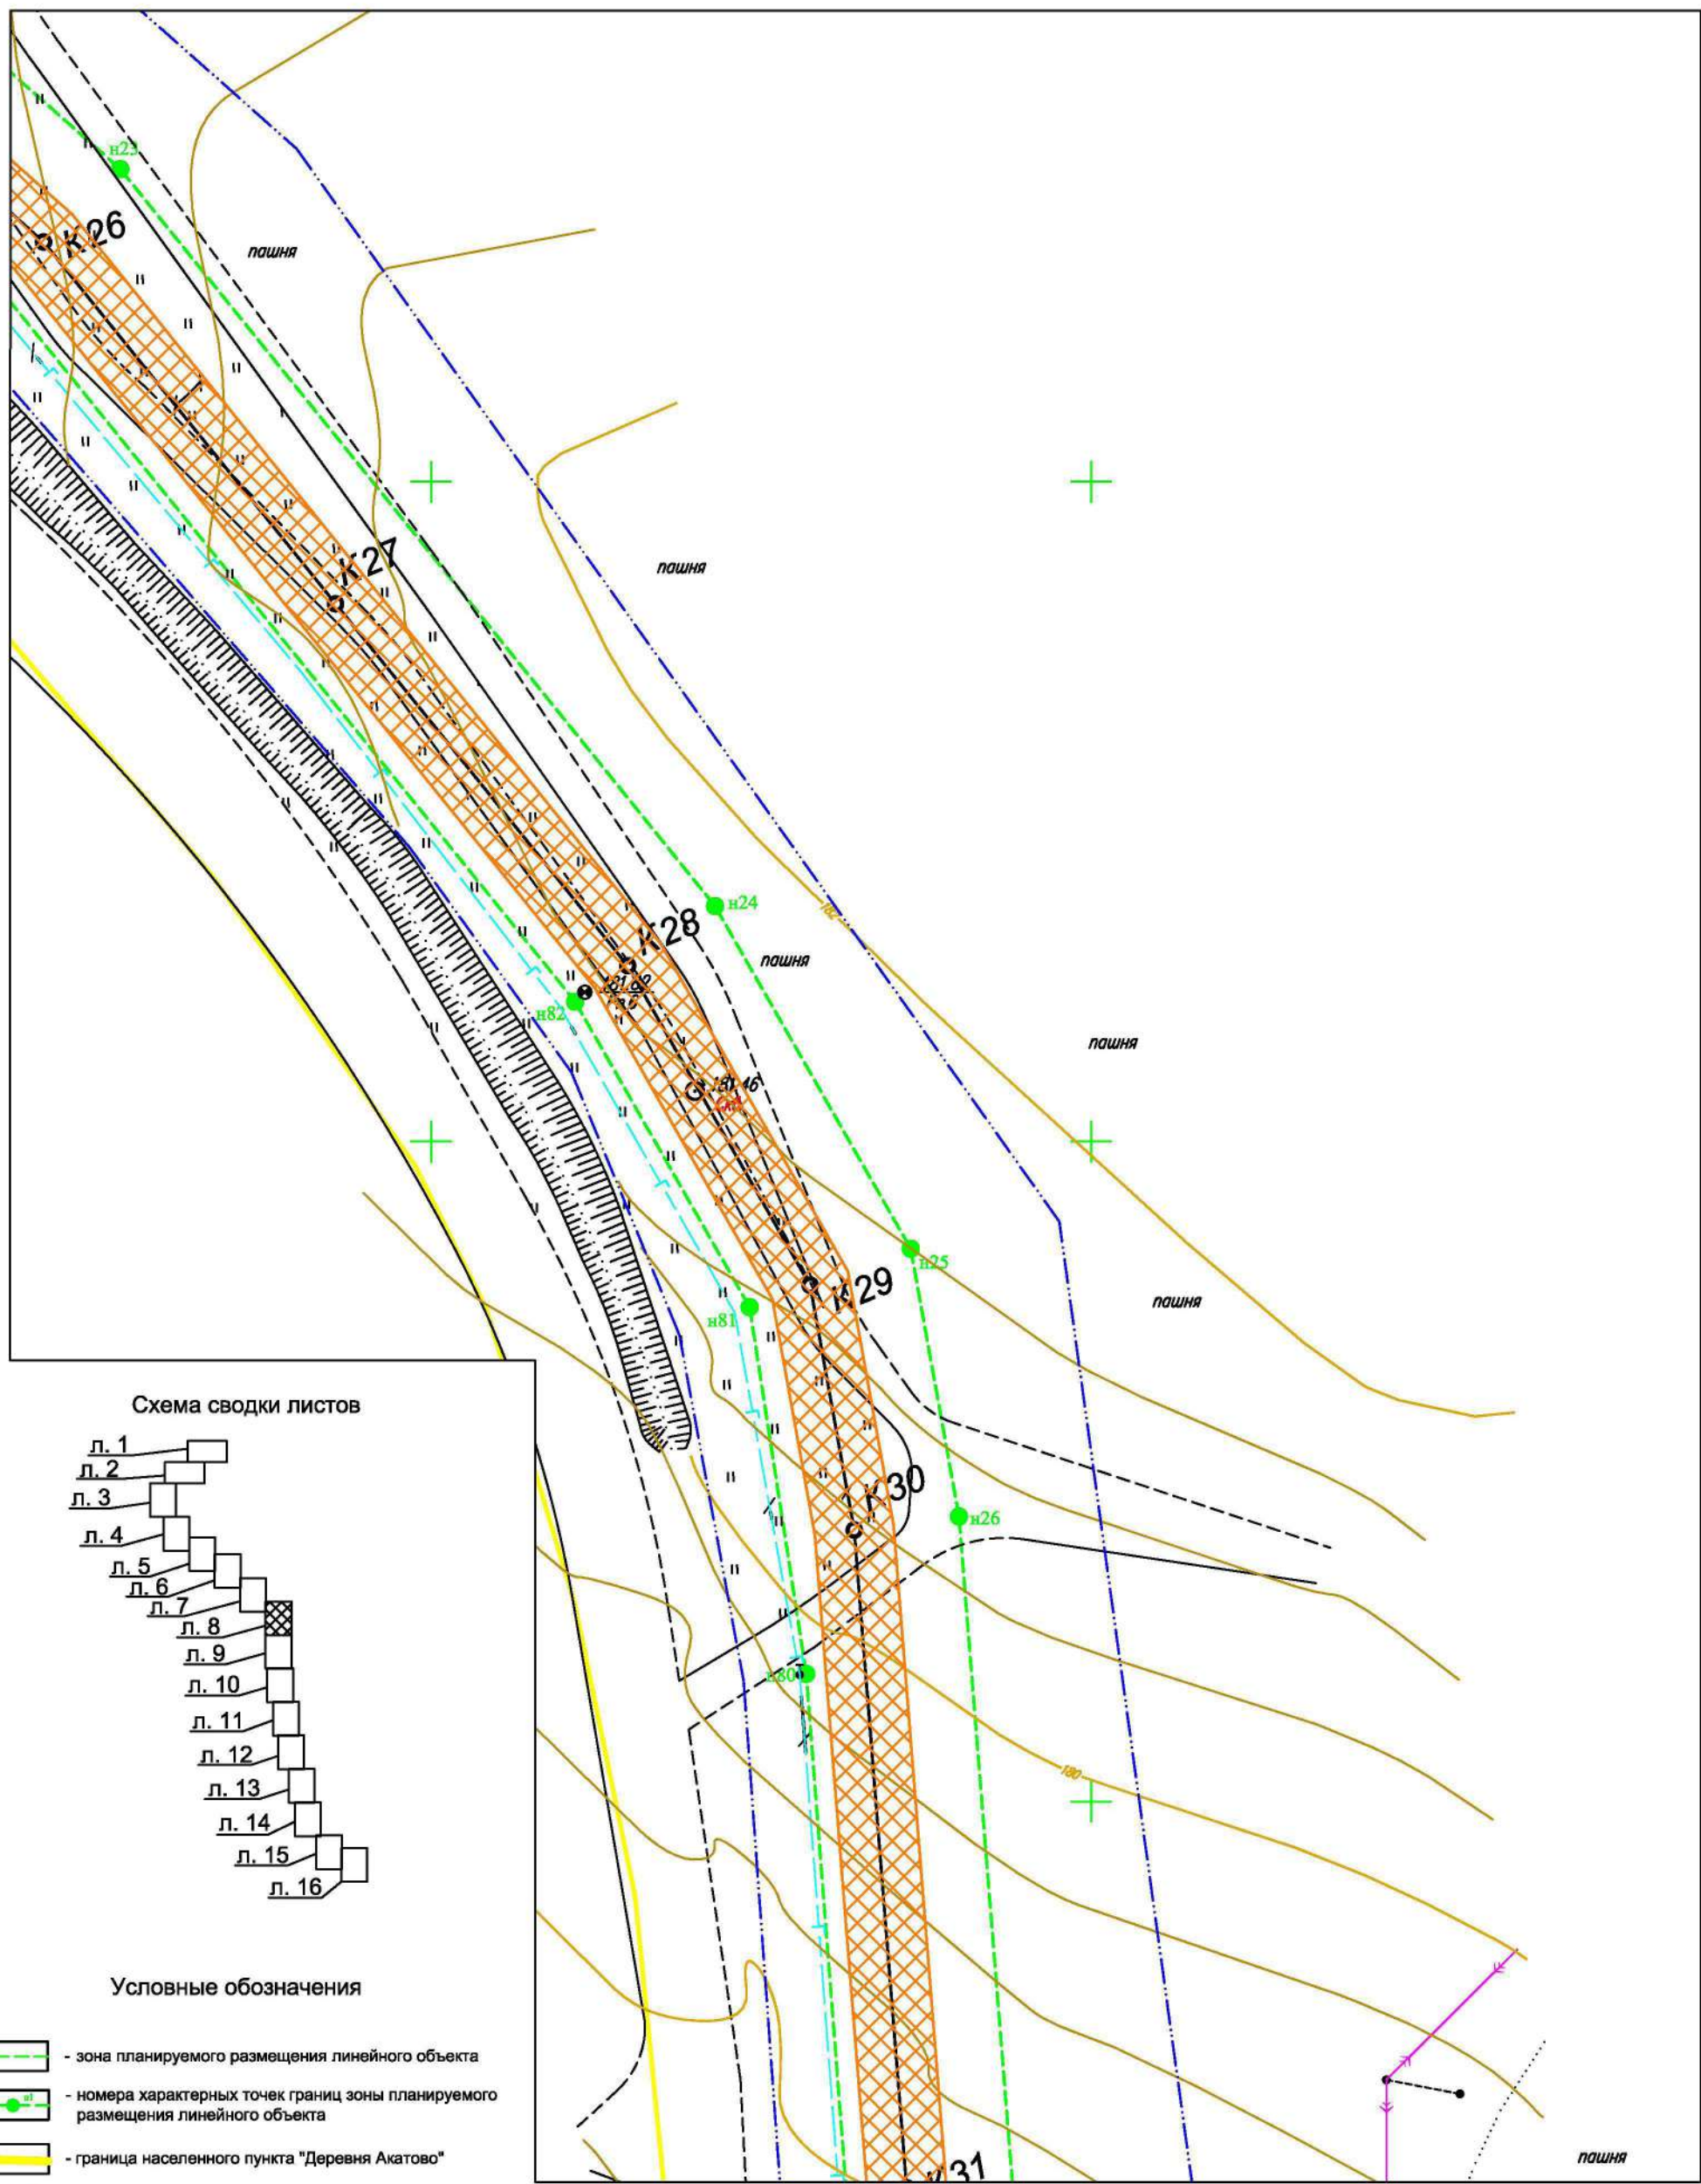 н23
К26
пашня
К27
пашня
н24
К28
162
пашня
н82
пашня
н25
К29
пашня
н81
К30
н26
н80
180
К31
пашня
Схема сводки листов
л. 1
л. 2
л. 3
л. 4
л. 5
л. 6
л. 7
л. 8
л. 9
л. 10
л. 11
л. 12
л. 13
л. 14
л. 15
л. 16
Условные обозначения
- зона планируемого размещения линейного объекта
- номера характерных точек границ зоны планируемого
размещения линейного объекта
- граница населенного пункта "Деревня Акатово"